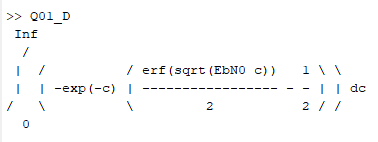 >> Q01_D
Inf
/
| / / erf(sqrt(EbN0 c)) 1 \ \
| | -exp(-c) | ----------------- - - | | dc
/ \ \ 2 2 / /
0